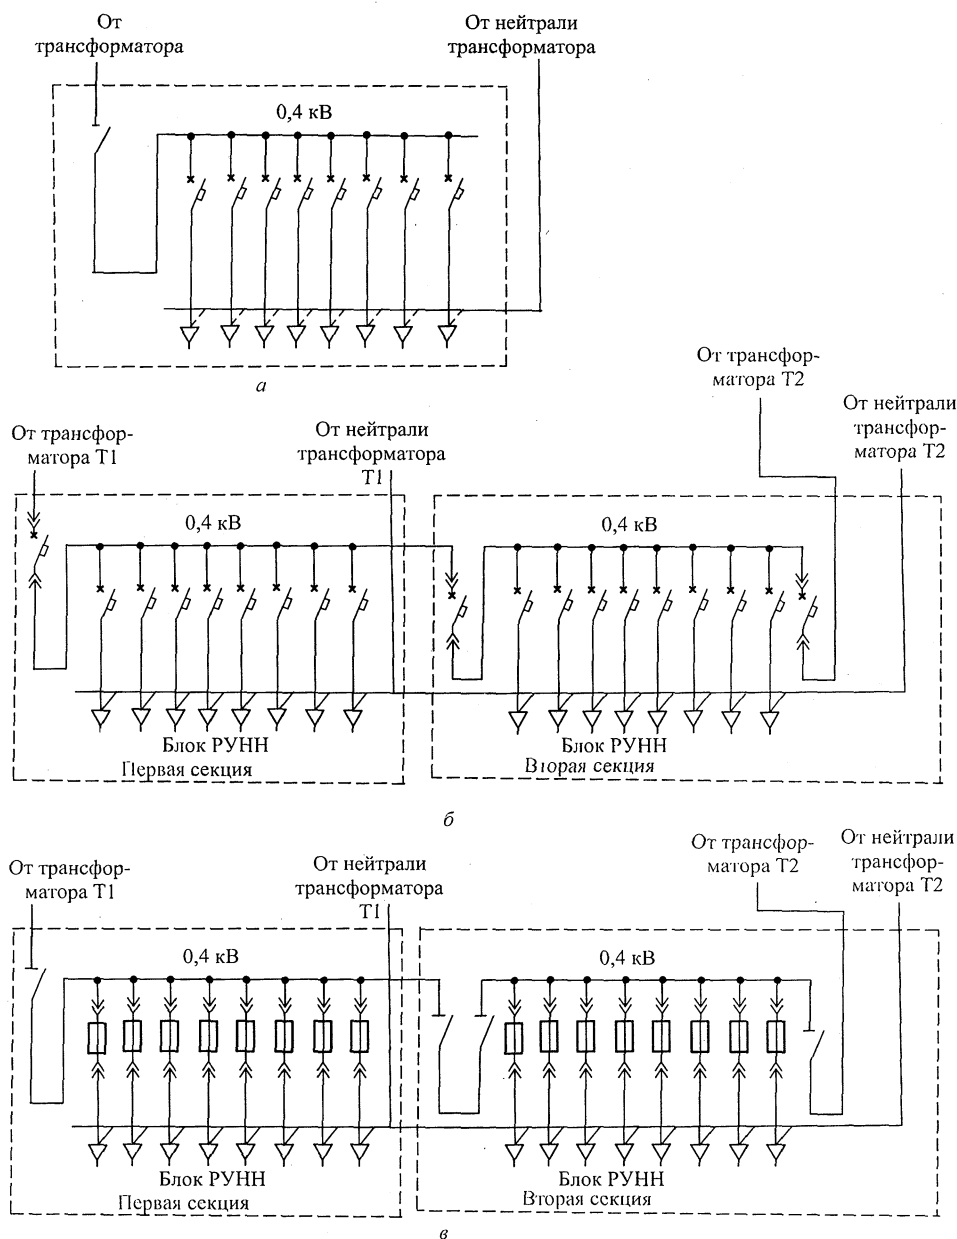 От
трансформатора
От нейтрали
трансформатора
0,4 кВ
а
От трансфор-
матора Т2
От нейтрали
трансфор-
матора Т2
От трансфор-
матора Т1
От нейтрали
трансформатора
Т1
0,4 кВ
0,4 кВ
Блок РУНН
Первая секция
Блок РУНН
Вторая секция
б
От трансфор-
матора Т2
От нейтрали
трансфор-
матора Т2
От трансфор-
матора Т1
От нейтрали
трансформатора
Т1
0,4 кВ
0,4 кВ
Блок РУНН
Первая секция
Блок РУНН
Вторая секция
в